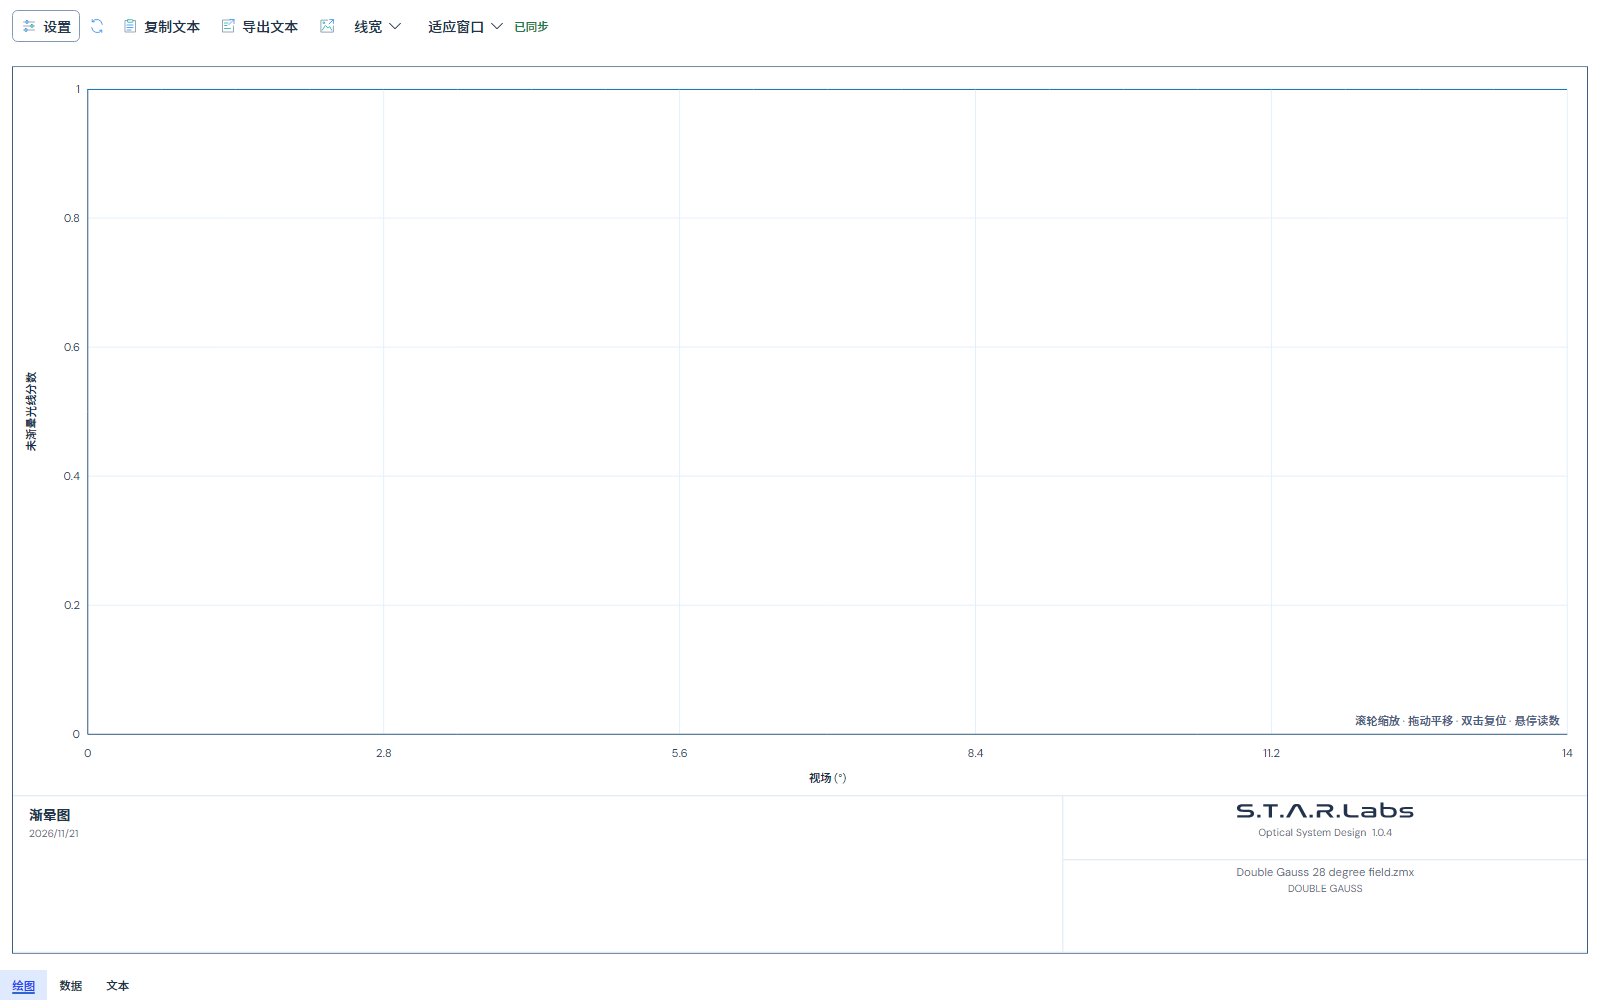 设置 复制文本 导出文本 线宽 适应窗口 已同步
1
0.8
0.6
0.4
0.2
0
未渐晕光线分数
滚轮缩放 · 拖动平移 · 双击复位 · 悬停读数
0 2.8 5.6 8.4 11.2 14
视场 (°)
渐晕图
2026/11/21
S.T.A.R.Labs
Optical System Design 1.0.4
Double Gauss 28 degree field.zmx
DOUBLE GAUSS
绘图 数据 文本